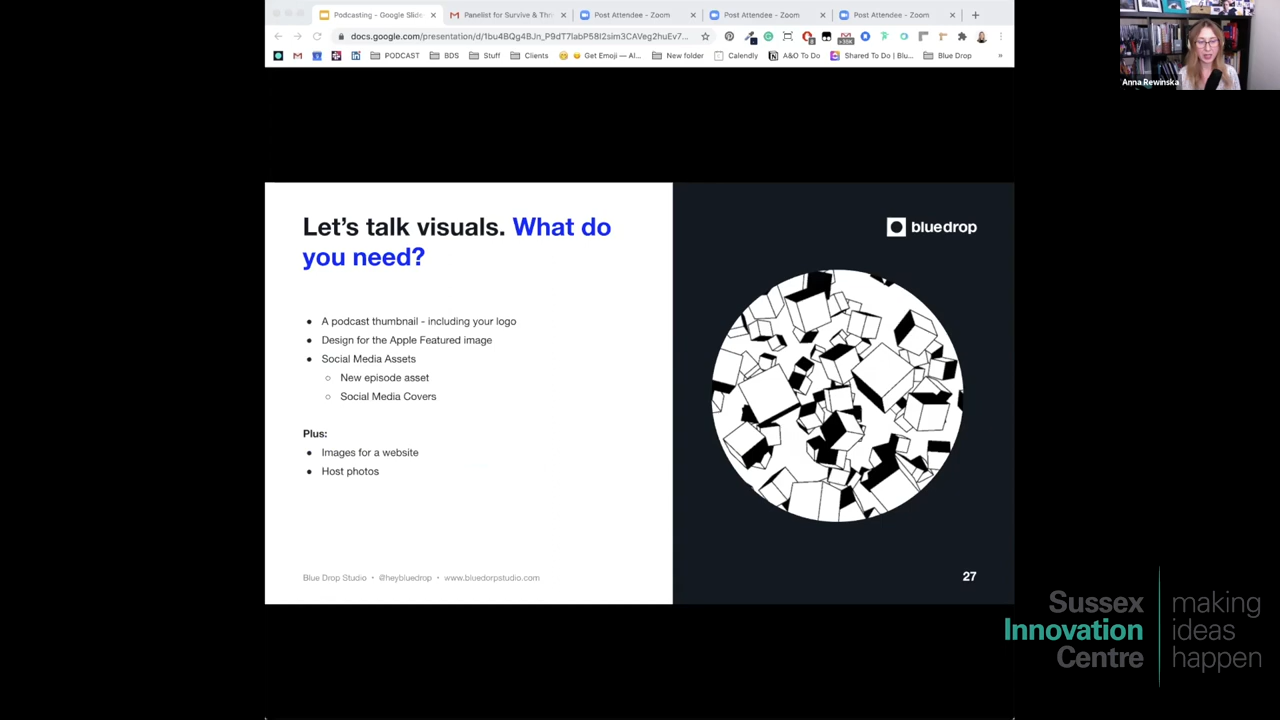 Podcasting - Google Slide
Panelist for Survive & Thr
Post Attendee - Zoom
Post Attendee - Zoom
Post Attendee - Zoom
docs.google.com/presentation/d/1bu4BQg4BJn_P9dT7labP58I2sim3CAVeg2huEv7...
PODCAST
BDS
Stuff
Clients
Get Emoji — Al...
New folder
Calendly
A&O To Do
Shared To Do | Blu...
Blue Drop
»
Anna Rewinska
Let's talk visuals. What do
you need?
bluedrop
● A podcast thumbnail - including your logo
● Design for the Apple Featured image
● Social Media Assets
○ New episode asset
○ Social Media Covers
Plus:
● Images for a website
● Host photos
Blue Drop Studio • @heybluedrop • www.bluedorpstudio.com
27
Sussex
Innovation
Centre
making
ideas
happen